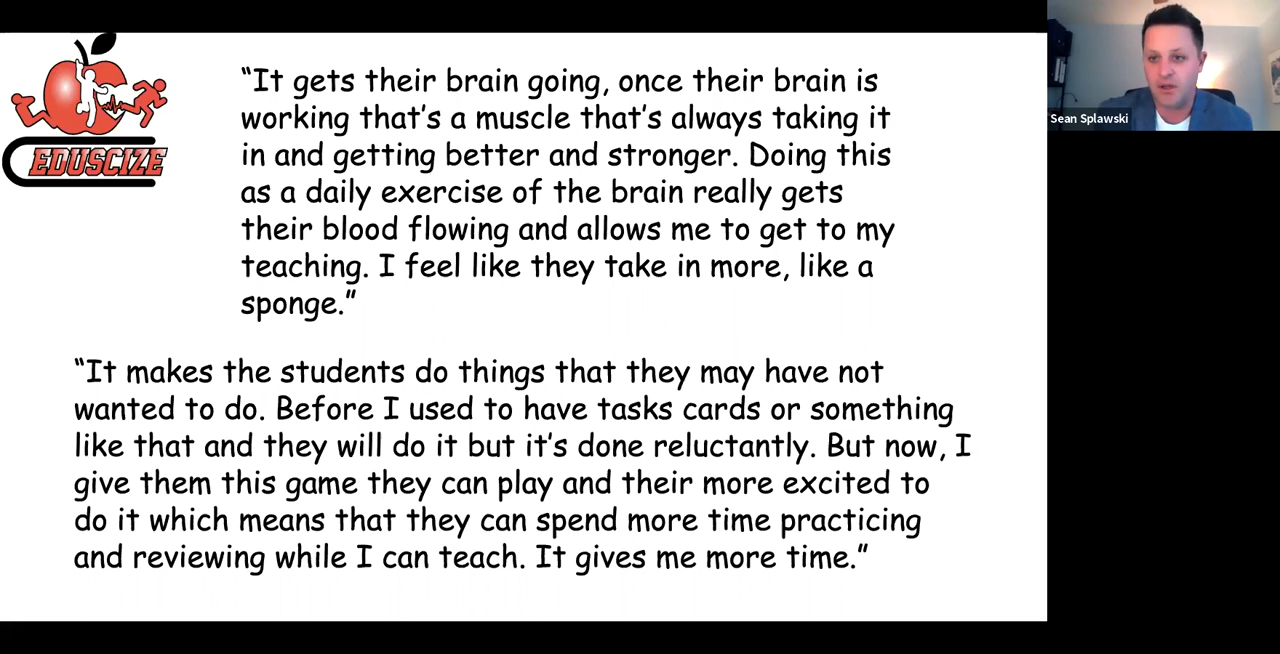 EDUSCIZE
“It gets their brain going, once their brain is
working that’s a muscle that’s always taking it
in and getting better and stronger. Doing this
as a daily exercise of the brain really gets
their blood flowing and allows me to get to my
teaching. I feel like they take in more, like a
sponge.”
“It makes the students do things that they may have not
wanted to do. Before I used to have tasks cards or something
like that and they will do it but it’s done reluctantly. But now, I
give them this game they can play and their more excited to
do it which means that they can spend more time practicing
and reviewing while I can teach. It gives me more time.”
Sean Splawski